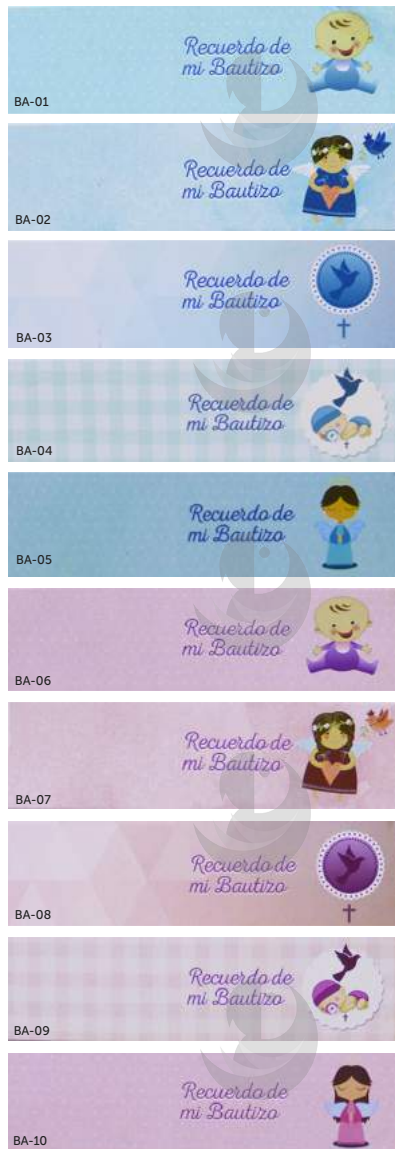 Recuerdo de
mi Bautizo
BA-01
Recuerdo de
mi Bautizo
BA-02
Recuerdo de
mi Bautizo
BA-03
Recuerdo de
mi Bautizo
BA-04
Recuerdo de
mi Bautizo
BA-05
Recuerdo de
mi Bautizo
BA-06
Recuerdo de
mi Bautizo
BA-07
Recuerdo de
mi Bautizo
BA-08
Recuerdo de
mi Bautizo
BA-09
Recuerdo de
mi Bautizo
BA-10